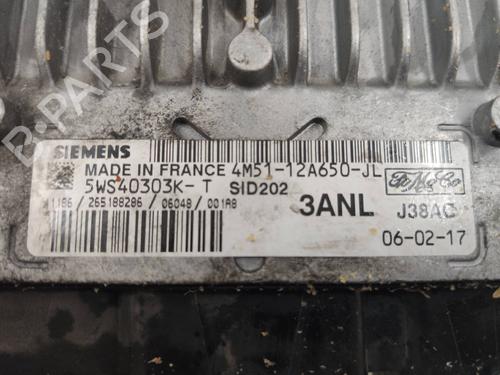 B-PARTS
SIEMENS
MADE IN FRANCE 4M51-12A650-JL
5WS40303K-T SID202
/ 265188286 / 06048 / 001A8
3ANL
FoMoCo
J38AC
06-02-17